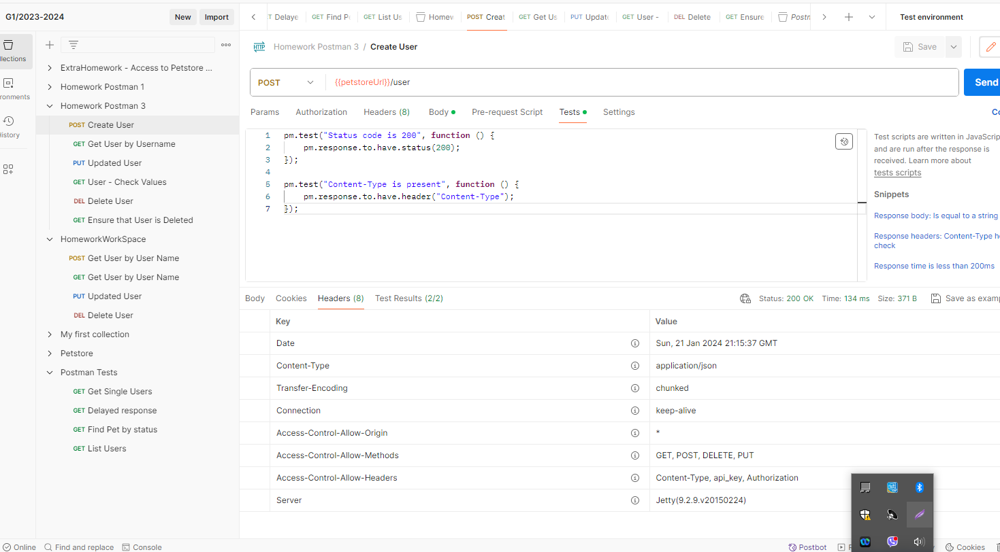 G1/2023-2024
New
Import
llections
ronments
History
ExtraHomework - Access to Petstore ...
Homework Postman 1
Homework Postman 3
POST Create User
GET Get User by Username
PUT Updated User
GET User - Check Values
DEL Delete User
GET Ensure that User is Deleted
HomeworkWorkSpace
POST Get User by User Name
GET Get User by User Name
PUT Updated User
DEL Delete User
My first collection
Petstore
Postman Tests
GET Get Single Users
GET Delayed response
GET Find Pet by status
GET List Users
T Delaye
GET Find P
GET List Us
Homew
POST Creat
GET Get Us
PUT Updat
GET User -
DEL Delete
GET Ensure
Postm
Test environment
HTTP Homework Postman 3 / Create User
Save
POST
{{petstoreUrl}}/user
Send
Params
Authorization
Headers (8)
Body
Pre-request Script
Tests
Settings
Co
1 pm.test("Status code is 200", function () {
2 pm.response.to.have.status(200);
3 });
4
5 pm.test("Content-Type is present", function () {
6 pm.response.to.have.header("Content-Type");
7 });
Test scripts are written in JavaScrip
and are run after the response is
received. Learn more about
tests scripts
Snippets
Response body: Is equal to a string
Response headers: Content-Type he
check
Response time is less than 200ms
Body
Cookies
Headers (8)
Test Results (2/2)
Status: 200 OK
Time: 134 ms
Size: 371 B
Save as examp
Key
Value
Date
Sun, 21 Jan 2024 21:15:37 GMT
Content-Type
application/json
Transfer-Encoding
chunked
Connection
keep-alive
Access-Control-Allow-Origin
*
Access-Control-Allow-Methods
GET, POST, DELETE, PUT
Access-Control-Allow-Headers
Content-Type, api_key, Authorization
Server
Jetty(9.2.9.v20150224)
Online
Find and replace
Console
Postbot
Cookies